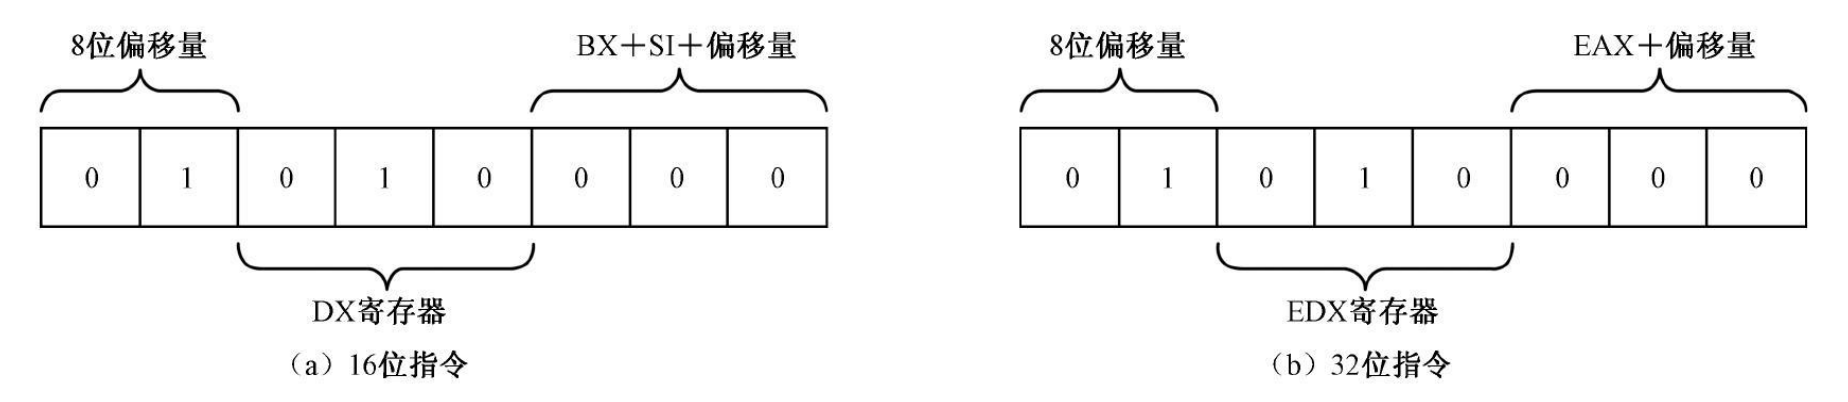 8位偏移量
BX＋SI＋偏移量
0 1 0 1 0 0 0 0
DX寄存器
（a）16位指令
8位偏移量
EAX＋偏移量
0 1 0 1 0 0 0 0
EDX寄存器
（b）32位指令